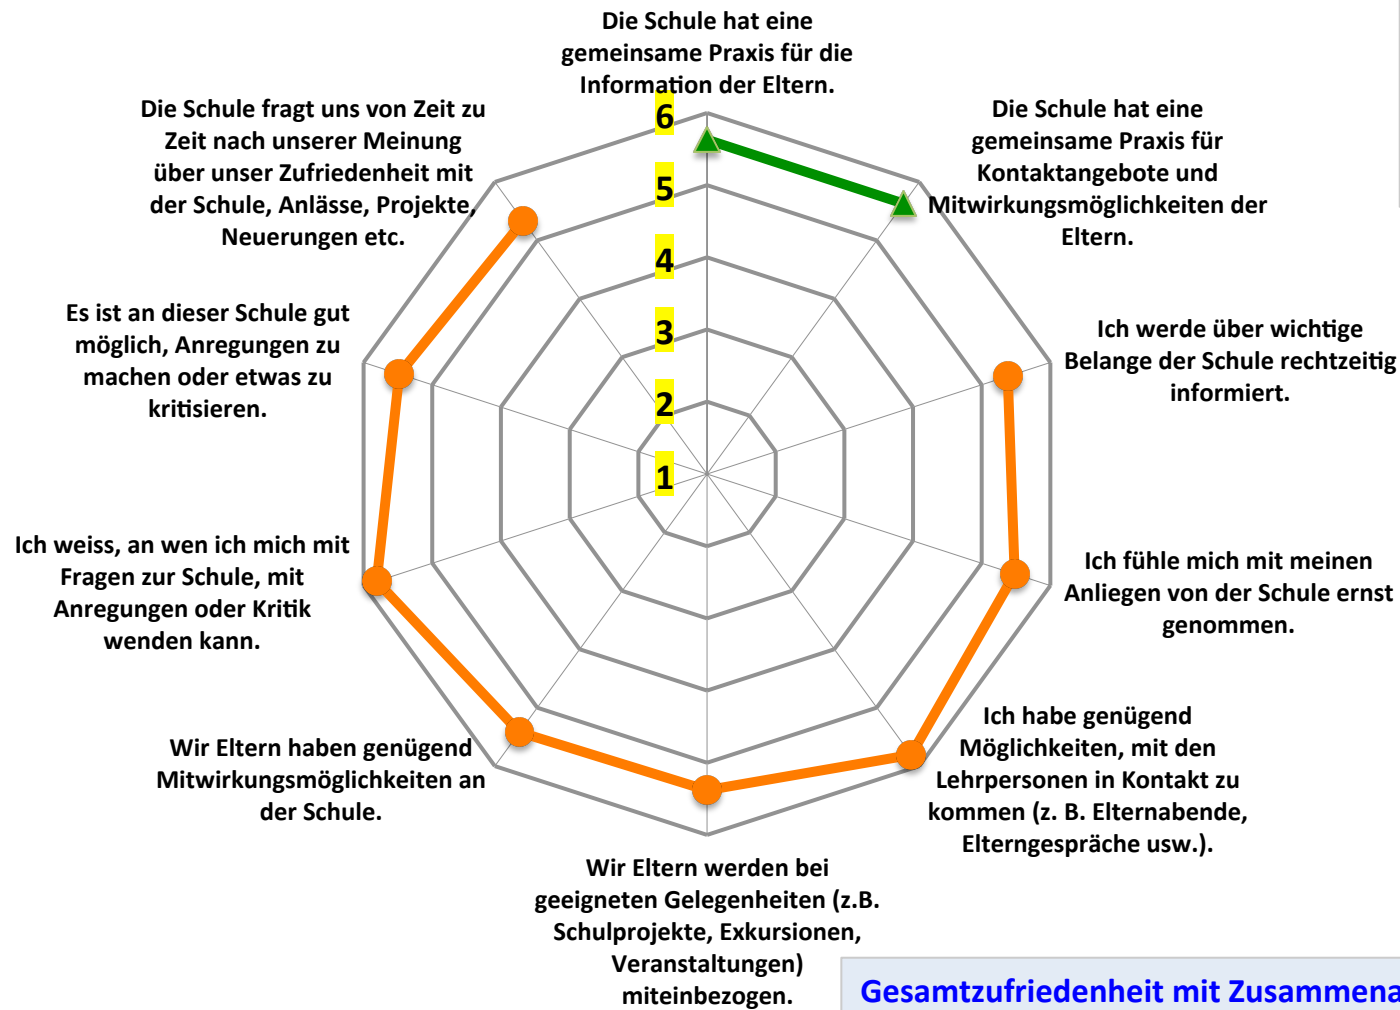 Die Schule hat eine
gemeinsame Praxis für die
Information der Eltern.
Die Schule hat eine
gemeinsame Praxis für
Kontaktangebote und
Mitwirkungsmöglichkeiten der
Eltern.
Ich werde über wichtige
Belange der Schule rechtzeitig
informiert.
Ich fühle mich mit meinen
Anliegen von der Schule ernst
genommen.
Ich habe genügend
Möglichkeiten, mit den
Lehrpersonen in Kontakt zu
kommen (z. B. Elternabende,
Elterngespräche usw.).
Wir Eltern werden bei
geeigneten Gelegenheiten (z.B.
Schulprojekte, Exkursionen,
Veranstaltungen)
miteinbezogen.
Wir Eltern haben genügend
Mitwirkungsmöglichkeiten an
der Schule.
Ich weiss, an wen ich mich mit
Fragen zur Schule, mit
Anregungen oder Kritik
wenden kann.
Es ist an dieser Schule gut
möglich, Anregungen zu
machen oder etwas zu
kritisieren.
Die Schule fragt uns von Zeit zu
Zeit nach unserer Meinung
über unser Zufriedenheit mit
der Schule, Anlässe, Projekte,
Neuerungen etc.
6
5
4
3
2
1
Gesamtzufriedenheit mit Zusammena